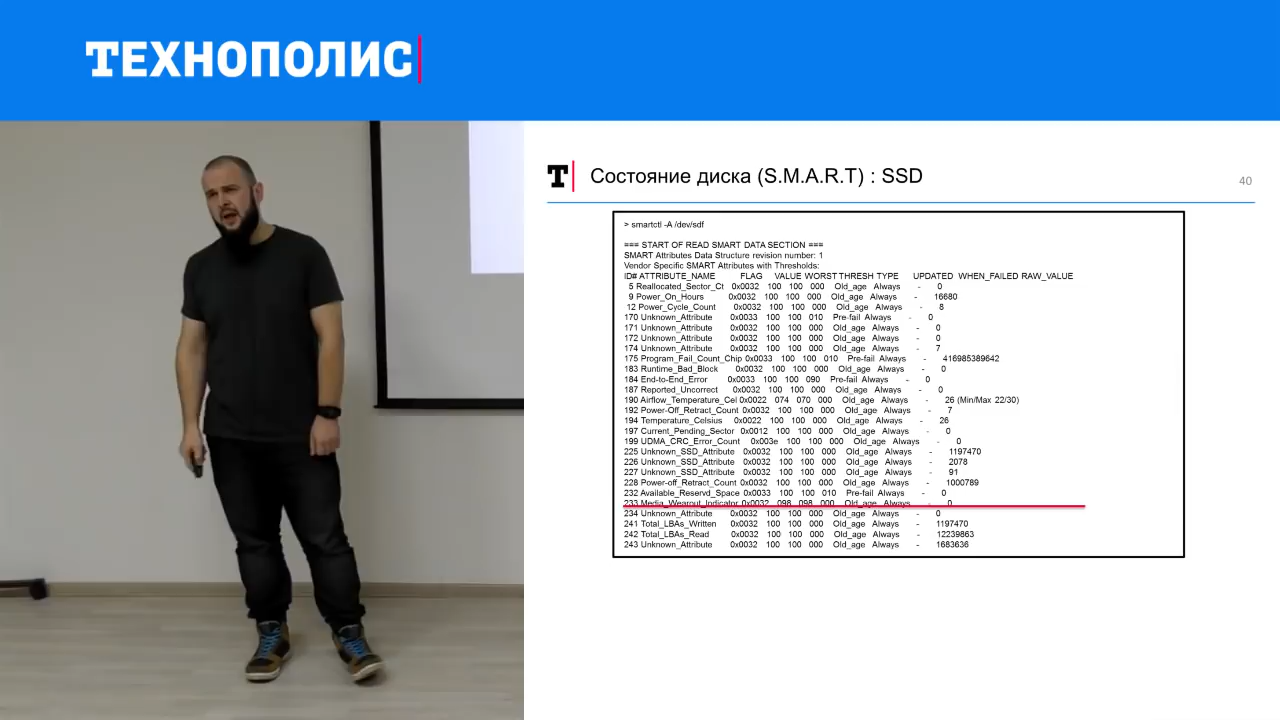 ТЕХНОПОЛИС
T
Состояние диска (S.M.A.R.T) : SSD
40
> smartctl -A /dev/sdf
=== START OF READ SMART DATA SECTION ===
SMART Attributes Data Structure revision number: 1
Vendor Specific SMART Attributes with Thresholds:
ID# ATTRIBUTE_NAME FLAG VALUE WORST THRESH TYPE UPDATED WHEN_FAILED RAW_VALUE
5 Reallocated_Sector_Ct 0x0032 100 100 000 Old_age Always - 0
9 Power_On_Hours 0x0032 100 100 000 Old_age Always - 16680
12 Power_Cycle_Count 0x0032 100 100 000 Old_age Always - 8
170 Unknown_Attribute 0x0033 100 100 010 Pre-fail Always - 0
171 Unknown_Attribute 0x0032 100 100 000 Old_age Always - 0
172 Unknown_Attribute 0x0032 100 100 000 Old_age Always - 0
174 Unknown_Attribute 0x0032 100 100 000 Old_age Always - 7
175 Program_Fail_Count_Chip 0x0033 100 100 010 Pre-fail Always - 416985389642
183 Runtime_Bad_Block 0x0032 100 100 000 Old_age Always - 0
184 End-to-End_Error 0x0033 100 100 090 Pre-fail Always - 0
187 Reported_Uncorrect 0x0032 100 100 000 Old_age Always - 0
190 Airflow_Temperature_Cel 0x0022 074 070 000 Old_age Always - 26 (Min/Max 22/30)
192 Power-Off_Retract_Count 0x0032 100 100 000 Old_age Always - 7
194 Temperature_Celsius 0x0022 100 100 000 Old_age Always - 26
197 Current_Pending_Sector 0x0012 100 100 000 Old_age Always - 0
199 UDMA_CRC_Error_Count 0x003e 100 100 000 Old_age Always - 0
225 Unknown_SSD_Attribute 0x0032 100 100 000 Old_age Always - 1197470
226 Unknown_SSD_Attribute 0x0032 100 100 000 Old_age Always - 2078
227 Unknown_SSD_Attribute 0x0032 100 100 000 Old_age Always - 91
228 Power-off_Retract_Count 0x0032 100 100 000 Old_age Always - 1000789
232 Available_Reservd_Space 0x0033 100 100 010 Pre-fail Always - 0
233 Media_Wearout_Indicator 0x0032 098 098 000 Old_age Always - 0
234 Unknown_Attribute 0x0032 100 100 000 Old_age Always - 0
241 Total_LBAs_Written 0x0032 100 100 000 Old_age Always - 1197470
242 Total_LBAs_Read 0x0032 100 100 000 Old_age Always - 12239863
243 Unknown_Attribute 0x0032 100 100 000 Old_age Always - 1683636